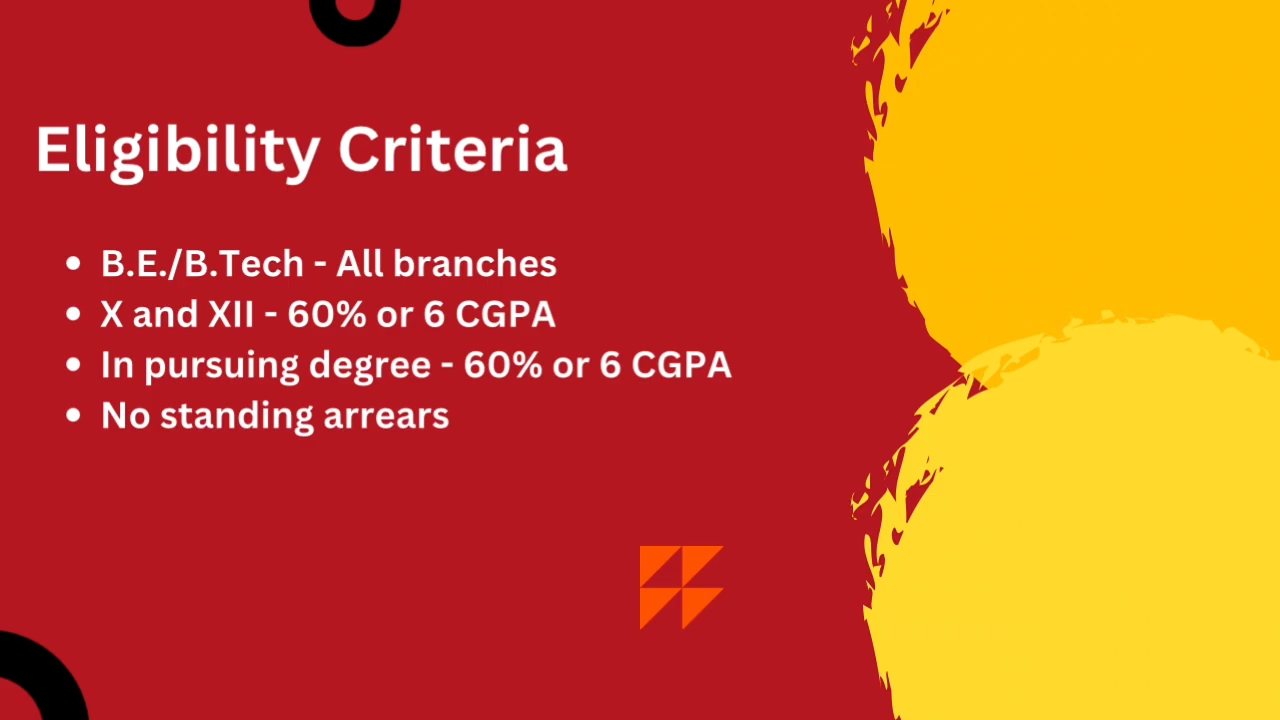 Eligibility Criteria
• B.E./B.Tech - All branches
• X and XII - 60% or 6 CGPA
• In pursuing degree - 60% or 6 CGPA
• No standing arrears